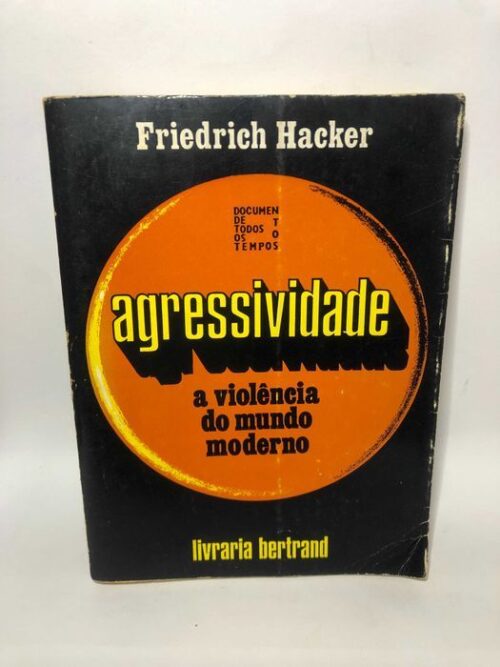 Friedrich Hacker
DOCUMEN
DE T
TODOS O
OS
TEMPOS
agressividade
a violência
do mundo
moderno
livraria bertrand